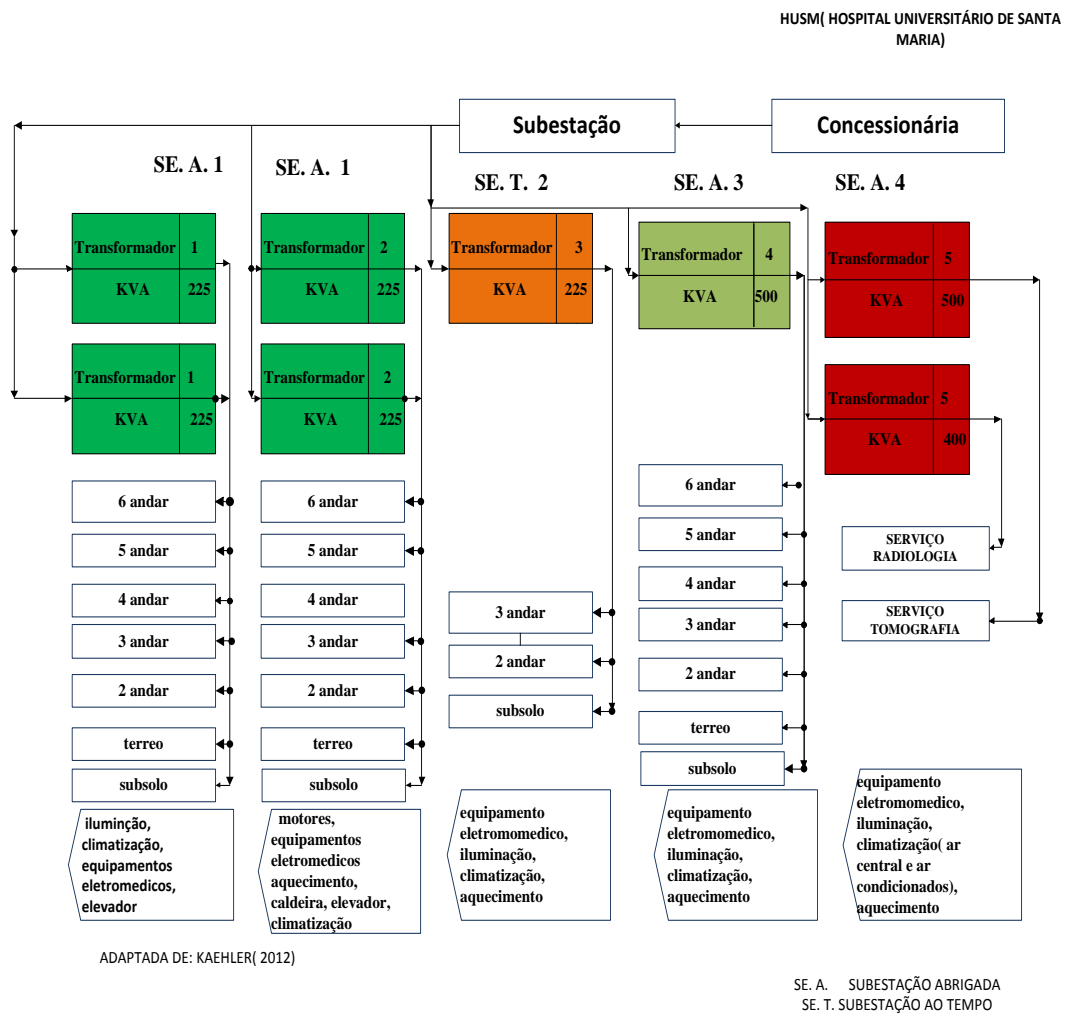 HUSM( HOSPITAL UNIVERSITÁRIO DE SANTA
MARIA)
Subestação
Concessionária
SE. A. 1
SE. A. 1
SE. T. 2
SE. A. 3
SE. A. 4
Transformador 1
KVA 225
Transformador 1
KVA 225
6 andar
5 andar
4 andar
3 andar
2 andar
terreo
subsolo
iluminção,
climatização,
equipamentos
eletromedicos,
elevador
Transformador 2
KVA 225
Transformador 2
KVA 225
6 andar
5 andar
4 andar
3 andar
2 andar
terreo
subsolo
motores,
equipamentos
eletromedicos
aquecimento,
caldeira, elevador,
climatização
Transformador 3
KVA 225
3 andar
2 andar
subsolo
equipamento
eletromomedico,
iluminação,
climatização,
aquecimento
Transformador 4
KVA 500
6 andar
5 andar
4 andar
3 andar
2 andar
terreo
subsolo
equipamento
eletromomedico,
iluminação,
climatização,
aquecimento
Transformador 5
KVA 500
Transformador 5
KVA 400
SERVIÇO
RADIOLOGIA
SERVIÇO
TOMOGRAFIA
equipamento
eletromomedico,
iluminação,
climatização( ar
central e ar
condicionados),
aquecimento
ADAPTADA DE: KAEHLER( 2012)
SE. A. SUBESTAÇÃO ABRIGADA
SE. T. SUBESTAÇÃO AO TEMPO